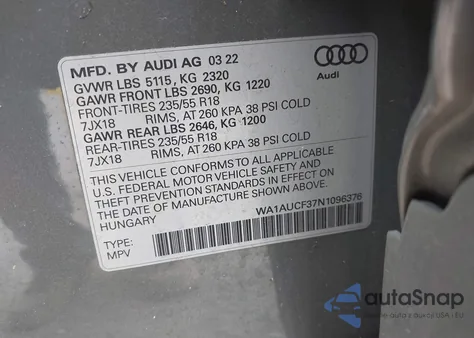 MFD. BY AUDI AG 03 22
GVWR LBS 5115, KG 2320
GAWR FRONT LBS 2690, KG 1220
FRONT-TIRES 235/55 R18
7JX18 RIMS, AT 260 KPA 38 PSI COLD
GAWR REAR LBS 2646, KG 1200
REAR-TIRES 235/55 R18
7JX18 RIMS, AT 260 KPA 38 PSI COLD
THIS VEHICLE CONFORMS TO ALL APPLICABLE
U.S. FEDERAL MOTOR VEHICLE SAFETY AND
THEFT PREVENTION STANDARDS IN EFFECT ON
DATE OF MANUFACTURE SHOWN ABOVE.
HUNGARY
WA1AUCF37N1096376
TYPE:
MPV
Audi
autoSnap
aukcji USA i EU